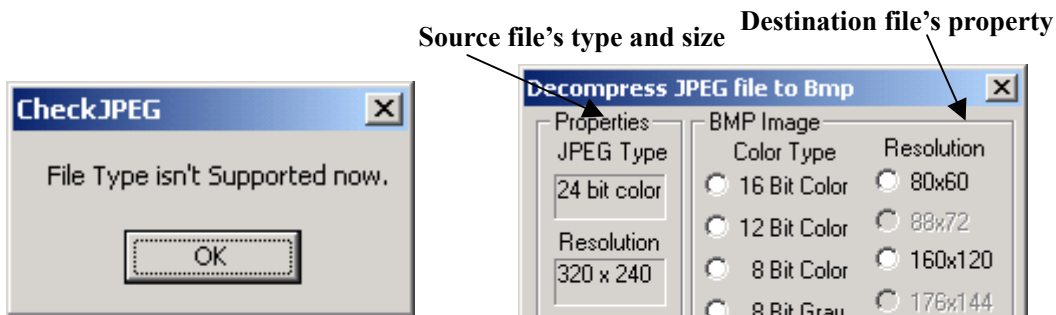 Source file’s type and size
Destination file’s property
CheckJPEG
File Type isn't Supported now.
OK
Decompress JPEG file to Bmp
Properties
JPEG Type
24 bit color
Resolution
320 x 240
BMP Image
Color Type
16 Bit Color
12 Bit Color
8 Bit Color
8 Bit Gray
Resolution
80x60
88x72
160x120
176x144